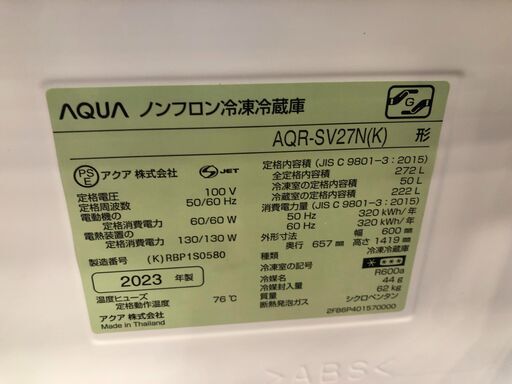 AQUA ノンフロン冷凍冷蔵庫
G
AQR-SV27N(K) 形
PS E アクア 株式会社 S JET
定格電圧 100 V
定格周波数 50/60 Hz
電動機の
定格消費電力 60/60 W
電熱装置の
定格消費電力 130/130 W
製造番号 (K)RBP1S0580
2023 年製
温度ヒューズ
定格動作温度 76℃
アクア 株式会社
Made in Thailand
定格内容積 (JIS C 9801-3:2015)
全定格内容積 272 L
冷凍室の定格内容積 50 L
冷蔵室の定格内容積 222 L
消費電力量 (JIS C 9801-3:2015)
50 Hz 320 kWh/年
60 Hz 320 kWh/年
外形寸法 幅 600 mm
奥行 657 mm 高さ 1419 mm
種類 冷凍冷蔵庫
冷凍室の記号 * ***
冷媒名 R600a
冷媒封入量 44 g
質量 62 kg
断熱発泡ガス シクロペンタン
2FB6P401570000
>ABS<